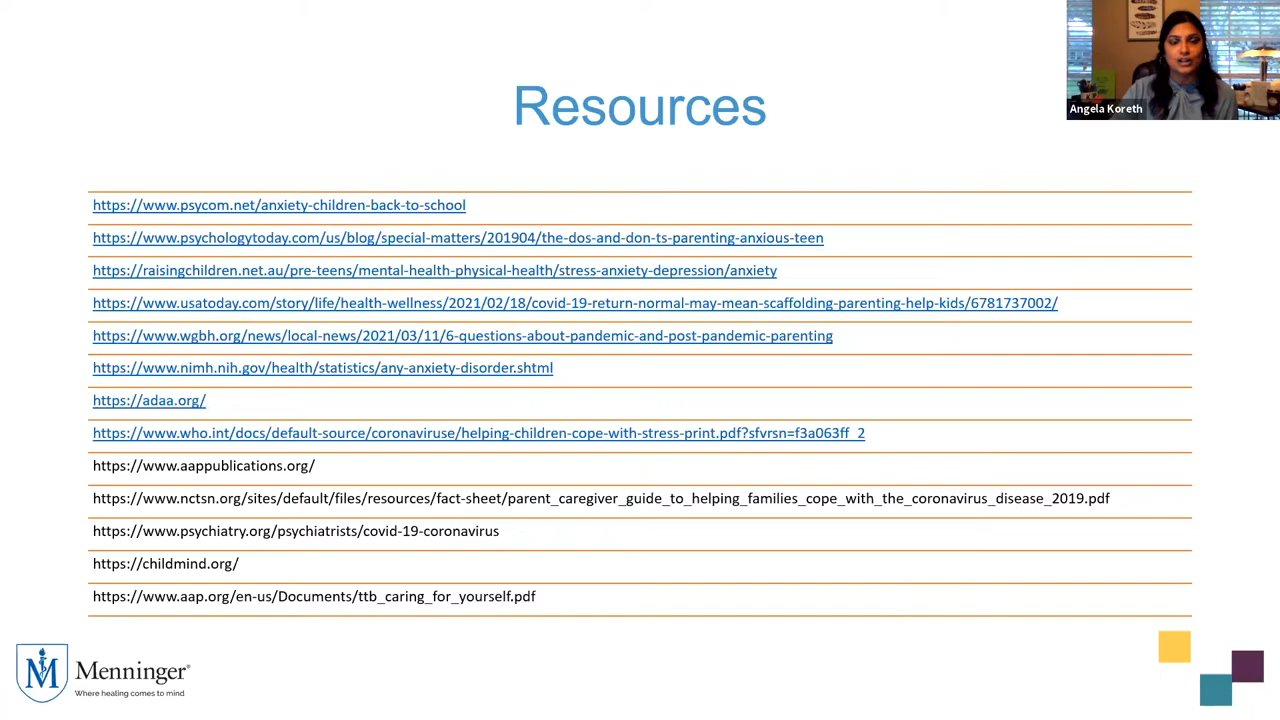 Angela Koreth
Resources
https://www.psycom.net/anxiety-children-back-to-school
https://www.psychologytoday.com/us/blog/special-matters/201904/the-dos-and-don-ts-parenting-anxious-teen
https://raisingchildren.net.au/pre-teens/mental-health-physical-health/stress-anxiety-depression/anxiety
https://www.usatoday.com/story/life/health-wellness/2021/02/18/covid-19-return-normal-may-mean-scaffolding-parenting-help-kids/6781737002/
https://www.wgbh.org/news/local-news/2021/03/11/6-questions-about-pandemic-and-post-pandemic-parenting
https://www.nimh.nih.gov/health/statistics/any-anxiety-disorder.shtml
https://adaa.org/
https://www.who.int/docs/default-source/coronaviruse/helping-children-cope-with-stress-print.pdf?sfvrsn=f3a063ff_2
https://www.aappublications.org/
https://www.nctsn.org/sites/default/files/resources/fact-sheet/parent_caregiver_guide_to_helping_families_cope_with_the_coronavirus_disease_2019.pdf
https://www.psychiatry.org/psychiatrists/covid-19-coronavirus
https://childmind.org/
https://www.aap.org/en-us/Documents/ttb_caring_for_yourself.pdf
M
Menninger®
Where healing comes to mind